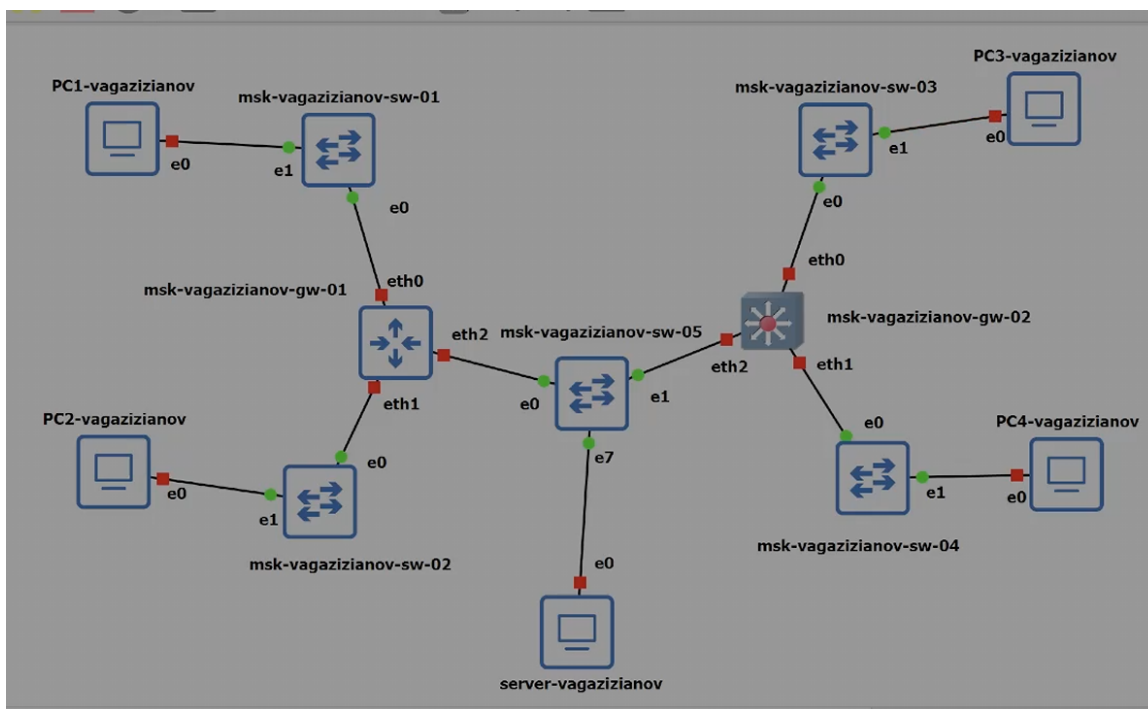 PC1-vagazizianov
e0
e1
msk-vagazizianov-sw-01
e0
msk-vagazizianov-gw-01
eth0
eth2
eth1
PC2-vagazizianov
e0
e1
e0
msk-vagazizianov-sw-02
msk-vagazizianov-sw-05
e0
e1
e7
e0
server-vagazizianov
PC3-vagazizianov
e0
msk-vagazizianov-sw-03
e1
e0
eth0
msk-vagazizianov-gw-02
eth2
eth1
e0
PC4-vagazizianov
e1
e0
msk-vagazizianov-sw-04